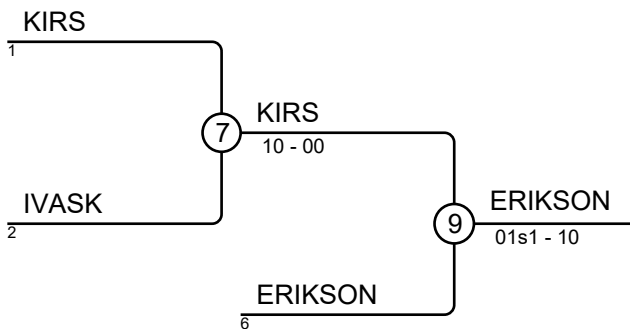 KIRS
1
7
KIRS
10 - 00
IVASK
2
9
ERIKSON
01s1 - 10
ERIKSON
6